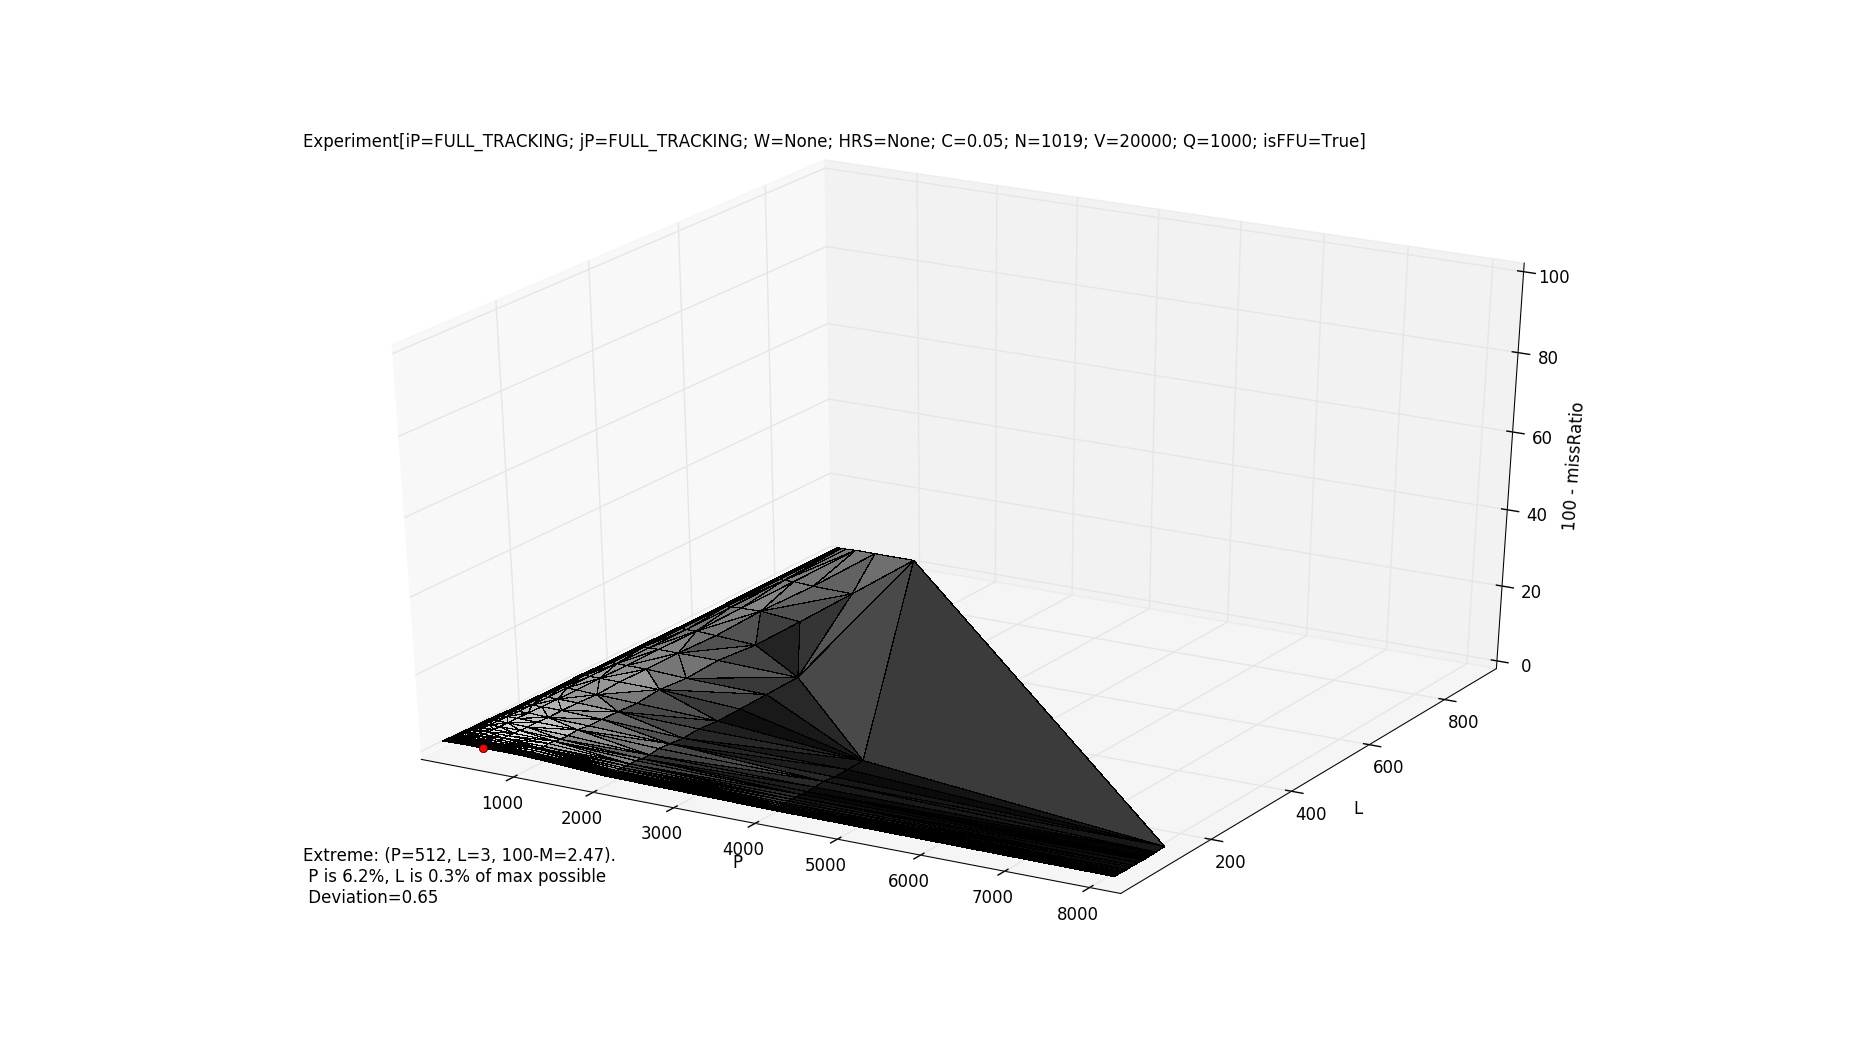 Experiment[iP=FULL_TRACKING; jP=FULL_TRACKING; W=None; HRS=None; C=0.05; N=1019; V=20000; Q=1000; isFFU=True]
100
80
60
40
20
0
100 - missRatio
800
600
400
200
L
1000
2000
3000
4000
5000
6000
7000
8000
P
Extreme: (P=512, L=3, 100-M=2.47).
P is 6.2%, L is 0.3% of max possible
Deviation=0.65